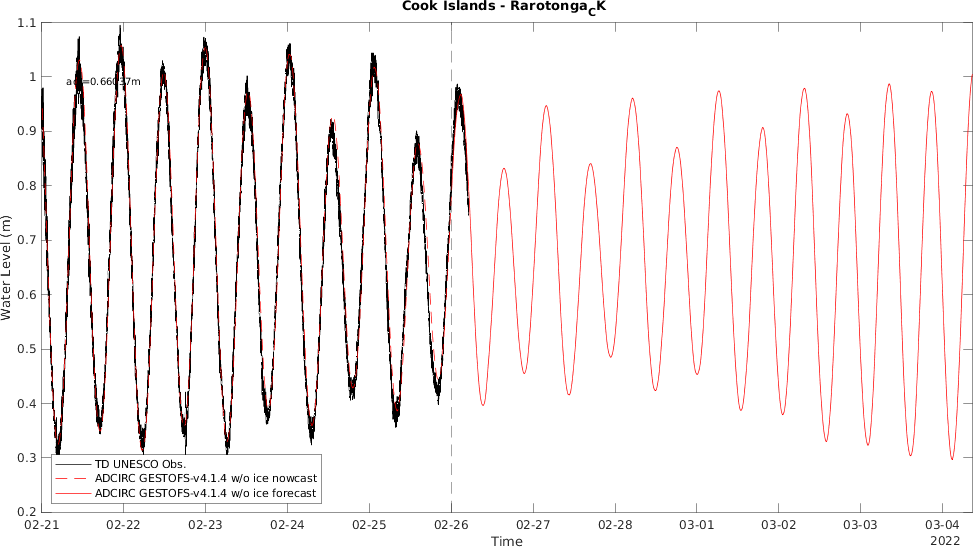 Cook Islands - Rarotonga_CK
1.1
1
0.9
0.8
0.7
0.6
0.5
0.4
0.3
0.2
Water Level (m)
TD UNESCO Obs.
ADCIRC GESTOFS-v4.1.4 w/o ice nowcast
ADCIRC GESTOFS-v4.1.4 w/o ice forecast
02-21 02-22 02-23 02-24 02-25 02-26 02-27 02-28 03-01 03-02 03-03 03-04
2022
Time